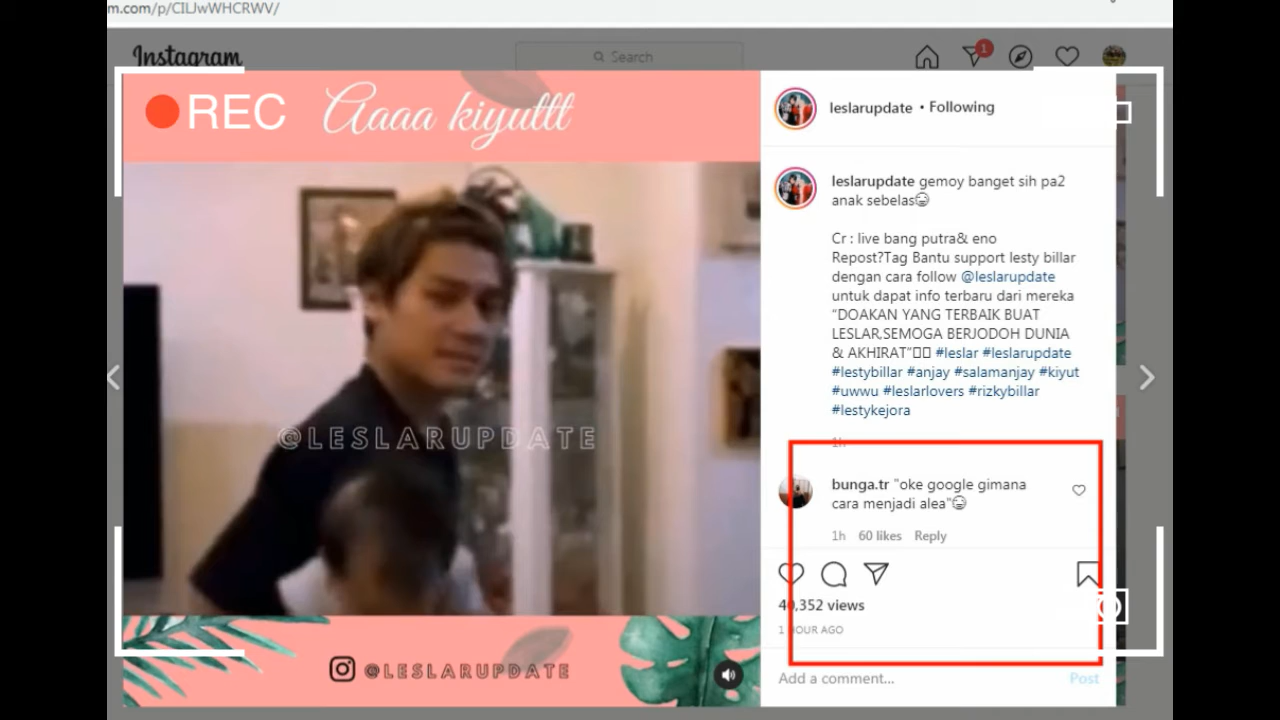 m.com/p/CILJwWHCRWV/
Instagram
Search
1
REC
Aaaa kiyuttt
@LESLARUPDATE
@LESLARUPDATE
leslarupdate • Following
leslarupdate gemoy banget sih pa2
anak sebelas
Cr : live bang putra& eno
Repost?Tag Bantu support lesty billar
dengan cara follow @leslarupdate
untuk dapat info terbaru dari mereka
“DOAKAN YANG TERBAIK BUAT
LESLAR,SEMOGA BERJODOH DUNIA
& AKHIRAT” #leslar #leslarupdate
#lestybillar #anjay #salamanjay #kiyut
#uwwu #leslarlovers #rizkybillar
#lestykejora
1h
bunga.tr "oke google gimana
cara menjadi alea"
1h 60 likes Reply
40,352 views
1 HOUR AGO
Add a comment...
Post